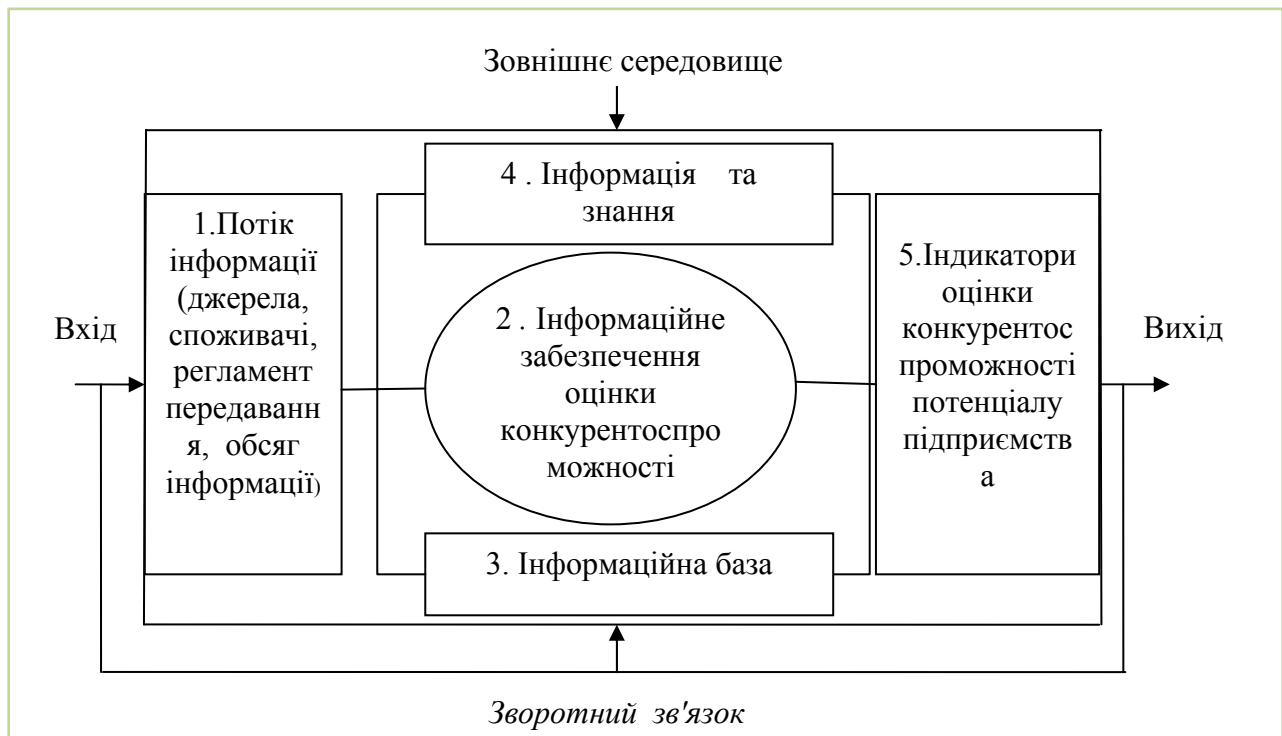 Зовнішнє середовище
4 . Інформація та
знання
1.Потік
інформації
(джерела,
споживачі,
регламент
передаванн
я, обсяг
інформації)
Вхід
2 . Інформаційне
забезпечення
оцінки
конкурентоспро
можності
5.Індикатори
оцінки
конкурентос
проможності
потенціалу
підприємств
а
Вихід
3. Інформаційна база
Зворотний зв'язок